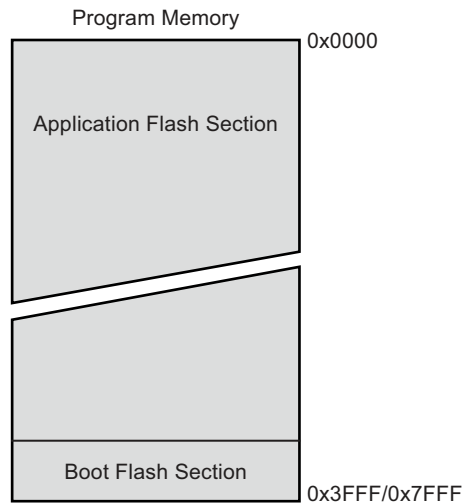 Program Memory
0x0000
Application Flash Section
Boot Flash Section
0x3FFF/0x7FFF